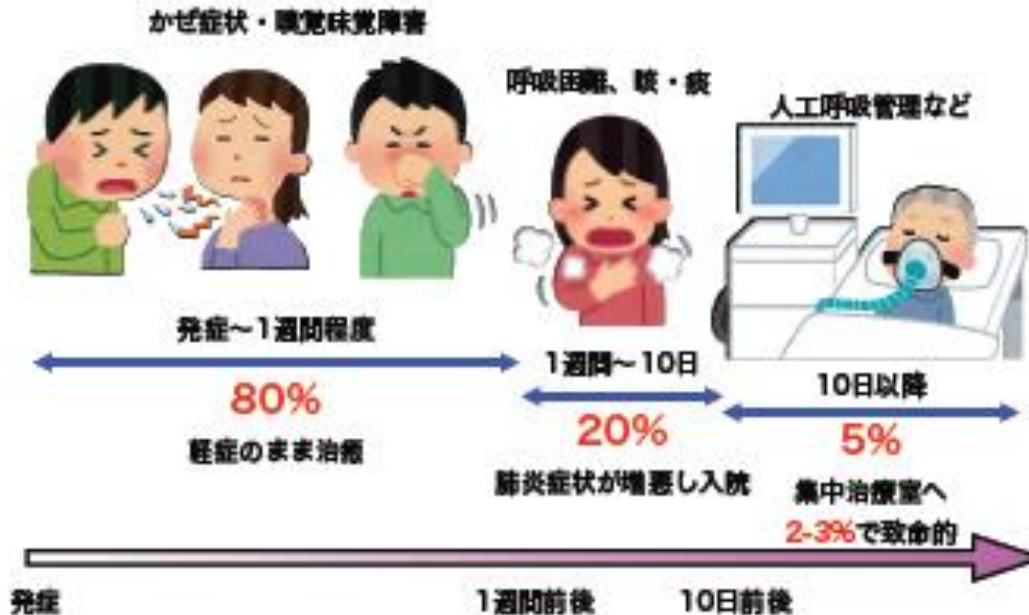 かぜ症状・嗅覚味覚障害
呼吸困難、咳・痰
人工呼吸管理など
発症～1週間程度
80%
軽症のまま治癒
1週間～10日
20%
肺炎症状が増悪し入院
10日以降
5%
集中治療室へ
2-3%で致命的
発症
1週間前後
10日前後